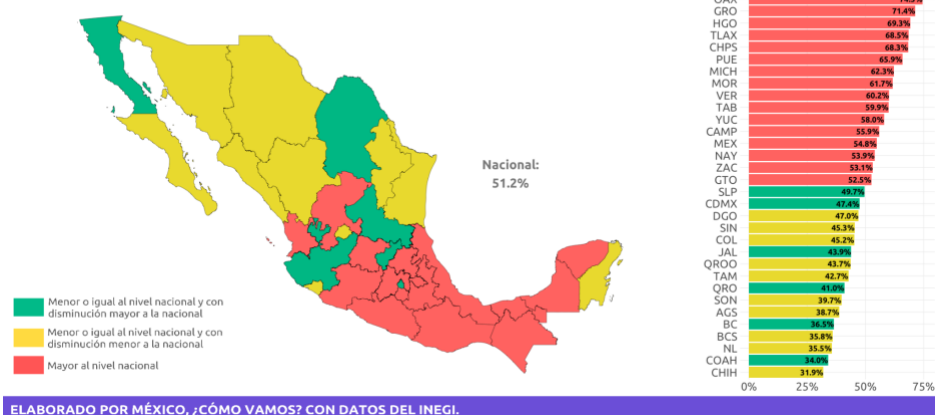 GRO 71.4%
HGO 69.3%
TLAX 68.5%
CHPS 68.3%
PUE 65.9%
MICH 62.3%
MOR 61.7%
VER 60.2%
TAB 59.9%
YUC 58.0%
CAMP 55.9%
MEX 54.8%
NAY 53.9%
ZAC 53.1%
GTO 52.5%
SLP 49.7%
CDMX 47.4%
DGO 47.0%
SIN 45.3%
COL 45.2%
JAL 43.9%
QROO 43.7%
TAM 42.7%
QRO 41.0%
SON 39.7%
AGS 38.7%
BC 36.5%
BCS 35.8%
NL 35.5%
COAH 34.0%
CHIH 31.9%
0% 25% 50% 75%
Nacional:
51.2%
Menor o igual al nivel nacional y con
disminución mayor a la nacional
Menor o igual al nivel nacional y con
disminución menor a la nacional
Mayor al nivel nacional
ELABORADO POR MÉXICO, ¿CÓMO VAMOS? CON DATOS DEL INEGI.